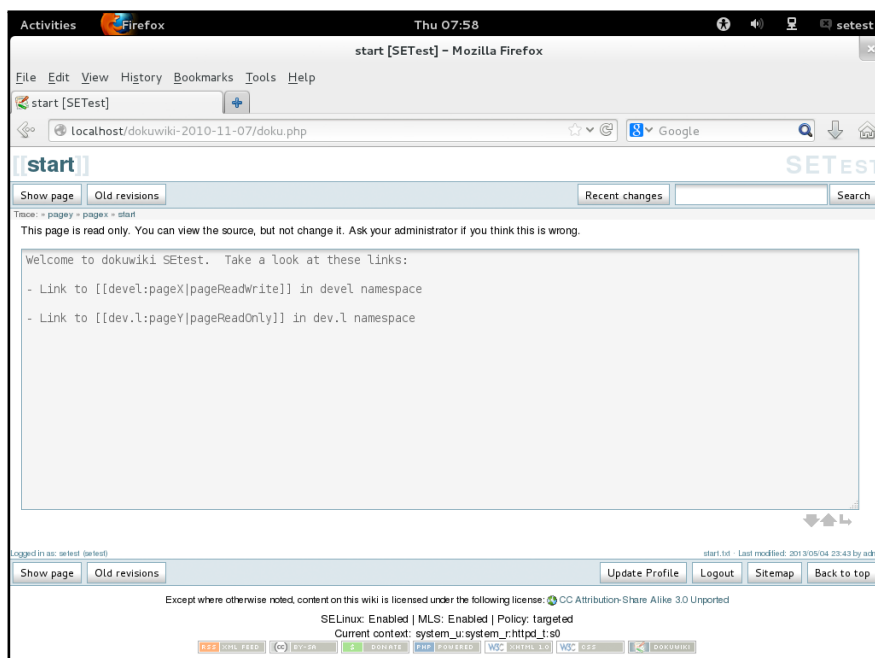 Activities Firefox Thu 07:58 setest
start [SETest] – Mozilla Firefox
File Edit View History Bookmarks Tools Help
start [SETest]
localhost/dokuwiki-2010-11-07/doku.php Google
[[start]] SETEST
Show page Old revisions Recent changes Search
Trace: » pagey » pagex » start
This page is read only. You can view the source, but not change it. Ask your administrator if you think this is wrong.
Welcome to dokuwiki SEtest.  Take a look at these links:
- Link to [[devel:pageX|pageReadWrite]] in devel namespace
- Link to [[dev.l:pageY|pageReadOnly]] in dev.l namespace
Logged in as: setest (setest) start.txt · Last modified: 2013/05/04 23:43 by adm
Show page Old revisions Update Profile Logout Sitemap Back to top
Except where otherwise noted, content on this wiki is licensed under the following license: CC Attribution-Share Alike 3.0 Unported
SELinux: Enabled | MLS: Enabled | Policy: targeted
Current context: system_u:system_r:httpd_t:s0
RSS XML FEED CC BY-SA $ DONATE PHP POWERED W3C XHTML 1.0 W3C CSS DOKUWIKI